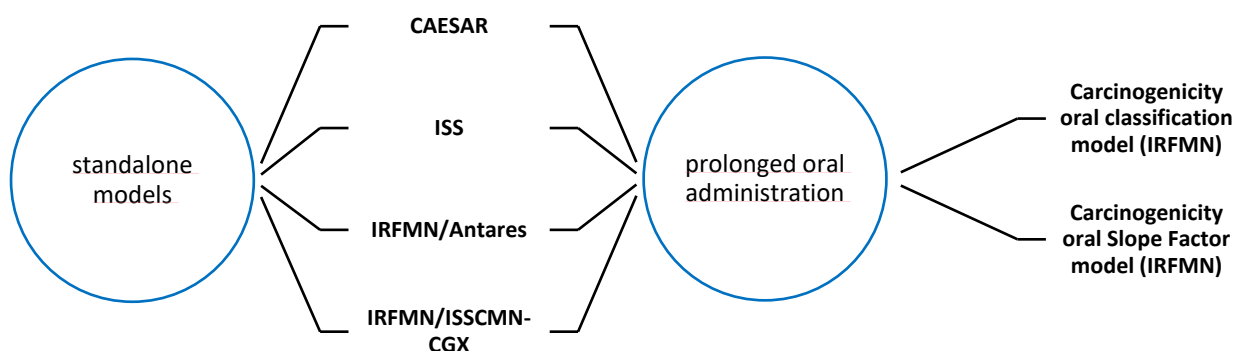 CAESAR
ISS
IRFMN/Antares
IRFMN/ISSCMN-
CGX
standalone
models
prolonged oral
administration
Carcinogenicity
oral classification
model (IRFMN)
Carcinogenicity
oral Slope Factor
model (IRFMN)